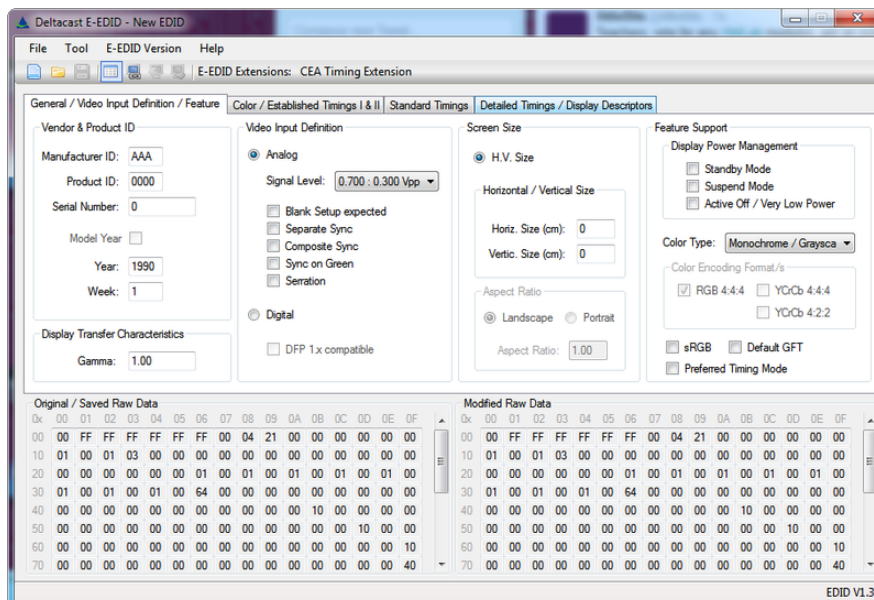 Deltacast E-EDID - New EDID
File Tool E-EDID Version Help
E-EDID Extensions: CEA Timing Extension
General / Video Input Definition / Feature Color / Established Timings I & II Standard Timings Detailed Timings / Display Descriptors
Vendor & Product ID
Manufacturer ID: AAA
Product ID: 0000
Serial Number: 0
Model Year
Year: 1990
Week: 1
Display Transfer Characteristics
Gamma: 1.00
Video Input Definition
Analog
Signal Level: 0.700 : 0.300 Vpp
Blank Setup expected
Separate Sync
Composite Sync
Sync on Green
Serration
Digital
DFP 1.x compatible
Screen Size
H.V. Size
Horizontal / Vertical Size
Horiz. Size (cm): 0
Vertic. Size (cm): 0
Aspect Ratio
Landscape Portrait
Aspect Ratio: 1.00
Feature Support
Display Power Management
Standby Mode
Suspend Mode
Active Off / Very Low Power
Color Type: Monochrome / Graysca
Color Encoding Format/s
RGB 4:4:4 YCrCb 4:4:4
YCrCb 4:2:2
sRGB Default GFT
Preferred Timing Mode
Original / Saved Raw Data
0x 00 01 02 03 04 05 06 07 08 09 0A 0B 0C 0D 0E 0F
00 00 FF FF FF FF FF FF 00 04 21 00 00 00 00 00 00
10 01 00 01 03 00 00 00 00 00 00 00 00 00 00 00 00
20 00 00 00 00 00 00 01 00 01 00 01 00 01 00 01 00
30 01 00 01 00 01 00 64 00 00 00 00 00 00 00 00 00
40 00 00 00 00 00 00 00 00 00 00 00 10 00 00 00 00
50 00 00 00 00 00 00 00 00 00 00 00 00 00 10 00 00
60 00 00 00 00 00 00 00 00 00 00 00 00 00 00 00 10
70 00 00 00 00 00 00 00 00 00 00 00 00 00 00 00 40
Modified Raw Data
0x 00 01 02 03 04 05 06 07 08 09 0A 0B 0C 0D 0E 0F
00 00 FF FF FF FF FF FF 00 04 21 00 00 00 00 00 00
10 01 00 01 03 00 00 00 00 00 00 00 00 00 00 00 00
20 00 00 00 00 00 00 01 00 01 00 01 00 01 00 01 00
30 01 00 01 00 01 00 64 00 00 00 00 00 00 00 00 00
40 00 00 00 00 00 00 00 00 00 00 00 10 00 00 00 00
50 00 00 00 00 00 00 00 00 00 00 00 00 00 10 00 00
60 00 00 00 00 00 00 00 00 00 00 00 00 00 00 00 10
70 00 00 00 00 00 00 00 00 00 00 00 00 00 00 00 40
EDID V1.3